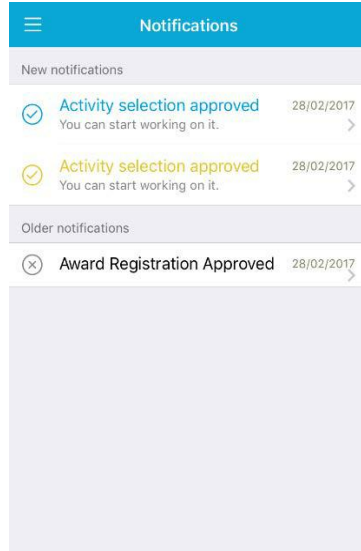 Notifications
New notifications
Activity selection approved 28/02/2017
You can start working on it.
Activity selection approved 28/02/2017
You can start working on it.
Older notifications
Award Registration Approved 28/02/2017